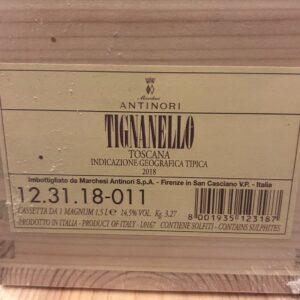 Marchesi
ANTINORI
TIGNANELLO
TOSCANA
INDICAZIONE GEOGRAFICA TIPICA
2018
Imbottigliato da Marchesi Antinori S.p.A. - Firenze in San Casciano V.P. - Italia
12.31.18-011
CASSETTA DA 1 MAGNUM 1,5 L e 14,5% VOL. Kg 3,27
8 001935 123187
PRODOTTO IN ITALIA - PRODUCT OF ITALY - L9167 CONTIENE SOLFITI - CONTAINS SULPHITES